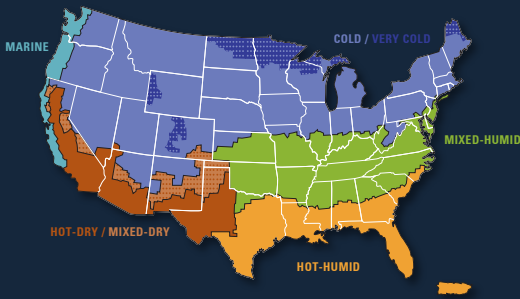 MARINE
COLD / VERY COLD
MIXED-HUMID
HOT-DRY / MIXED-DRY
HOT-HUMID